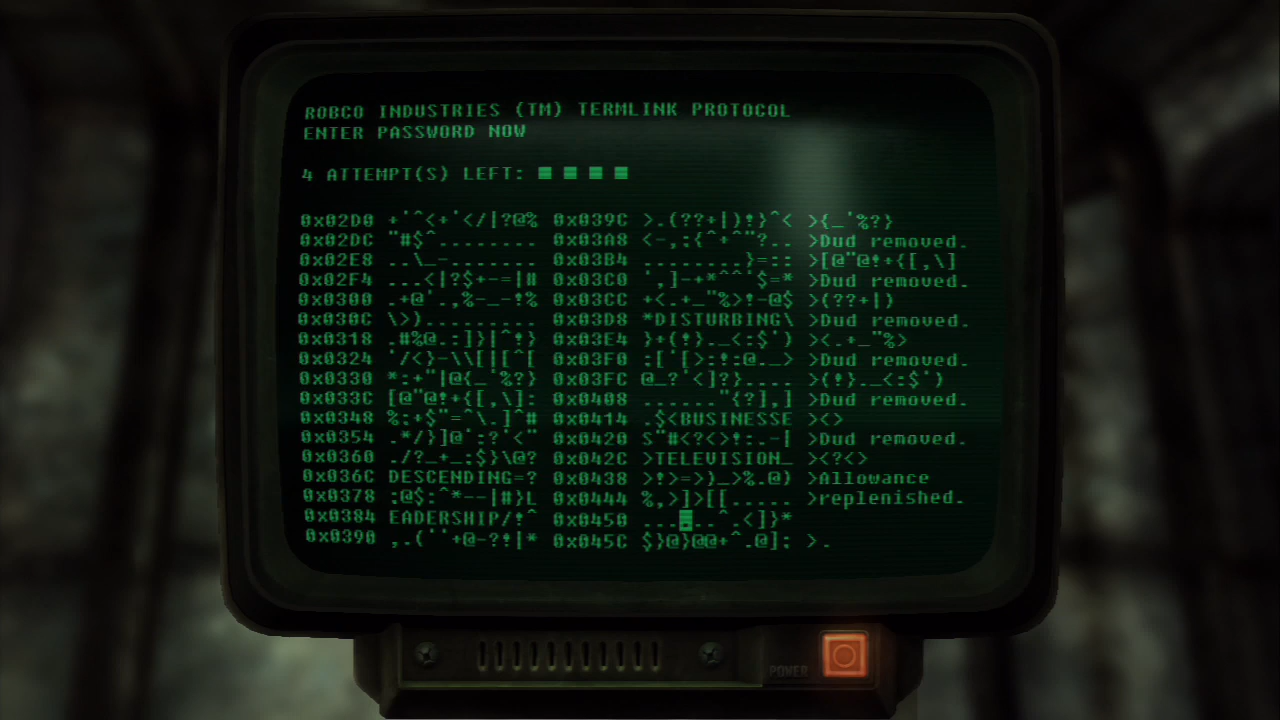 ROBCO INDUSTRIES (TM) TERMLINK PROTOCOL
ENTER PASSWORD NOW
4 ATTEMPT(S) LEFT: ■ ■ ■ ■
0x02D0 +'^<+'</|?@% 0x039C >.(??+|)!}^< >{_'%?}
0x02DC "#$^........ 0x03A8 <-,:{^+^"?.. >Dud removed.
0x02E8 ..\_-....... 0x03B4 ........}=:: >[@"@!+{[,\]
0x02F4 ...<|?$+-=|# 0x03C0 ',]-+*^^'$=* >Dud removed.
0x0300 .+@'.,%-_-!% 0x03CC +<.+_"%>!-@$ >(??+|)
0x030C \>)......... 0x03D8 *DISTURBING\ >Dud removed.
0x0318 .#%@.:]}|^!} 0x03E4 }+(!}._<:$') ><.+_"%>
0x0324 '/<}-\\[|[^[ 0x03F0 :['[>:!:@._> >Dud removed.
0x0330 *:+"|@{_'%?} 0x03FC @_?'<]?}.... >(!}._<:$')
0x033C [@"@!+{[,\]: 0x0408 ......"{?],] >Dud removed.
0x0348 %:+$"=^\.]^# 0x0414 .$<BUSINESSE ><>
0x0354 .*/}]@':?'<" 0x0420 S"#<?<>!:.-[ >Dud removed.
0x0360 ./?_+_:$}\@? 0x042C >TELEVISION_ ><?<>
0x036C DESCENDING=? 0x0438 >!>=>)_>%.@) >Allowance
0x0378 :@$:^*--|#}L 0x0444 %,>]>[[..... >replenished.
0x0384 EADERSHIP/!^ 0x0450 ...■..^.<]}*
0x0390 ,.(''+@-?!|* 0x045C $}@}@@+^.@]: >.
POWER